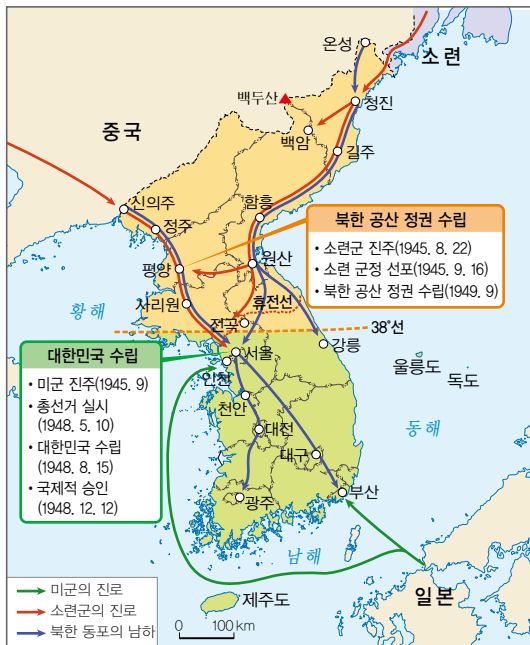 온성
소련
백두산
청진
중국
백암
길주
신의주
함흥
정주
북한 공산 정권 수립
• 소련군 진주(1945. 8. 22)
• 소련 군정 선포(1945. 9. 16)
• 북한 공산 정권 수립(1949. 9)
평양
원산
황해
사리원
휴전선
전곡
38°선
대한민국 수립
• 미군 진주(1945. 9)
• 총선거 실시
(1948. 5. 10)
• 대한민국 수립
(1948. 8. 15)
• 국제적 승인
(1948. 12. 12)
서울
강릉
울릉도
독도
인천
천안
동해
대전
대구
광주
부산
남해
일본
제주도
미군의 진로
소련군의 진로
북한 동포의 남하
0 100 km